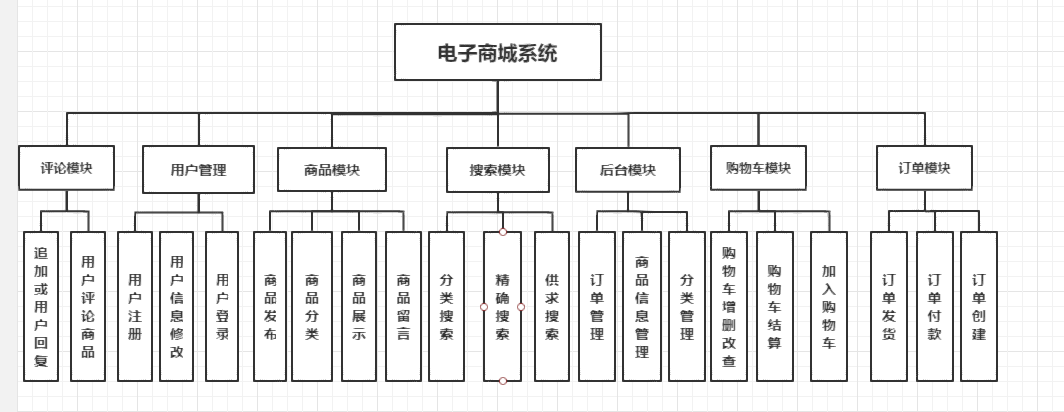 电子商城系统
评论模块
用户管理
商品模块
搜索模块
后台模块
购物车模块
订单模块
追加或用户回复
用户评论商品
用户注册
用户信息修改
用户登录
商品发布
商品分类
商品展示
商品留言
分类搜索
精确搜索
供求搜索
订单管理
商品信息管理
分类管理
购物车增删改查
购物车结算
加入购物车
订单发货
订单付款
订单创建